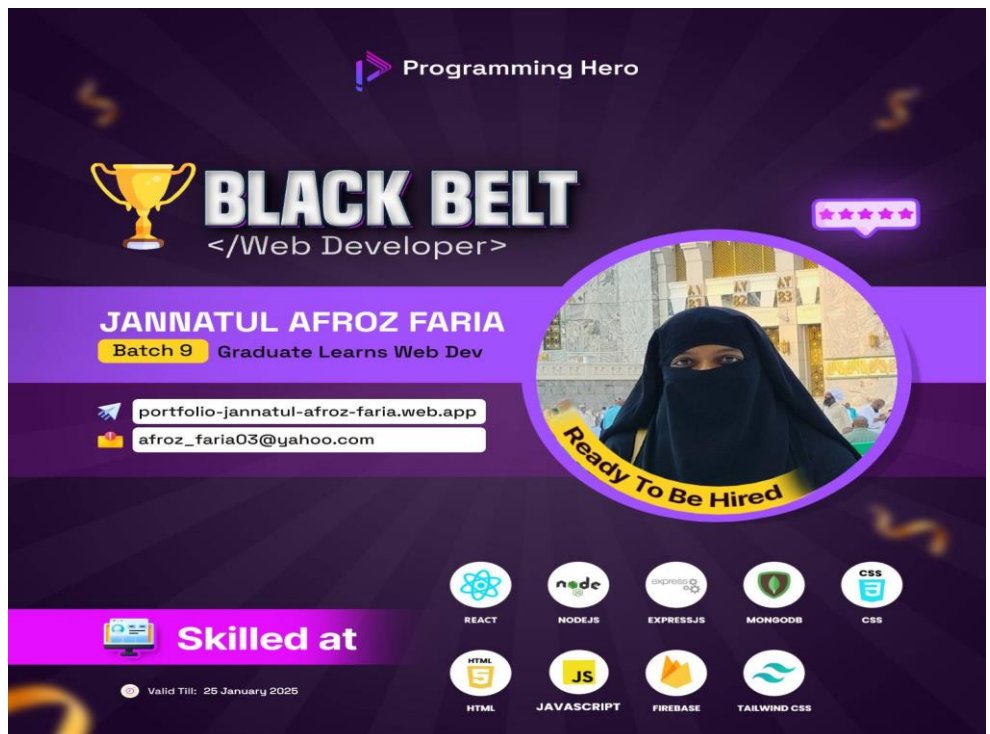 Programming Hero
BLACK BELT
</Web Developer>
JANNATUL AFROZ FARIA
Batch 9 Graduate Learns Web Dev
portfolio-jannatul-afroz-faria.web.app
afroz_faria03@yahoo.com
Ready To Be Hired
Skilled at
Valid Till: 25 January 2025
REACT
node
NODEJS
express
EXPRESSJS
MONGODB
CSS
3
CSS
HTML
5
HTML
JS
JAVASCRIPT
FIREBASE
TAILWIND CSS